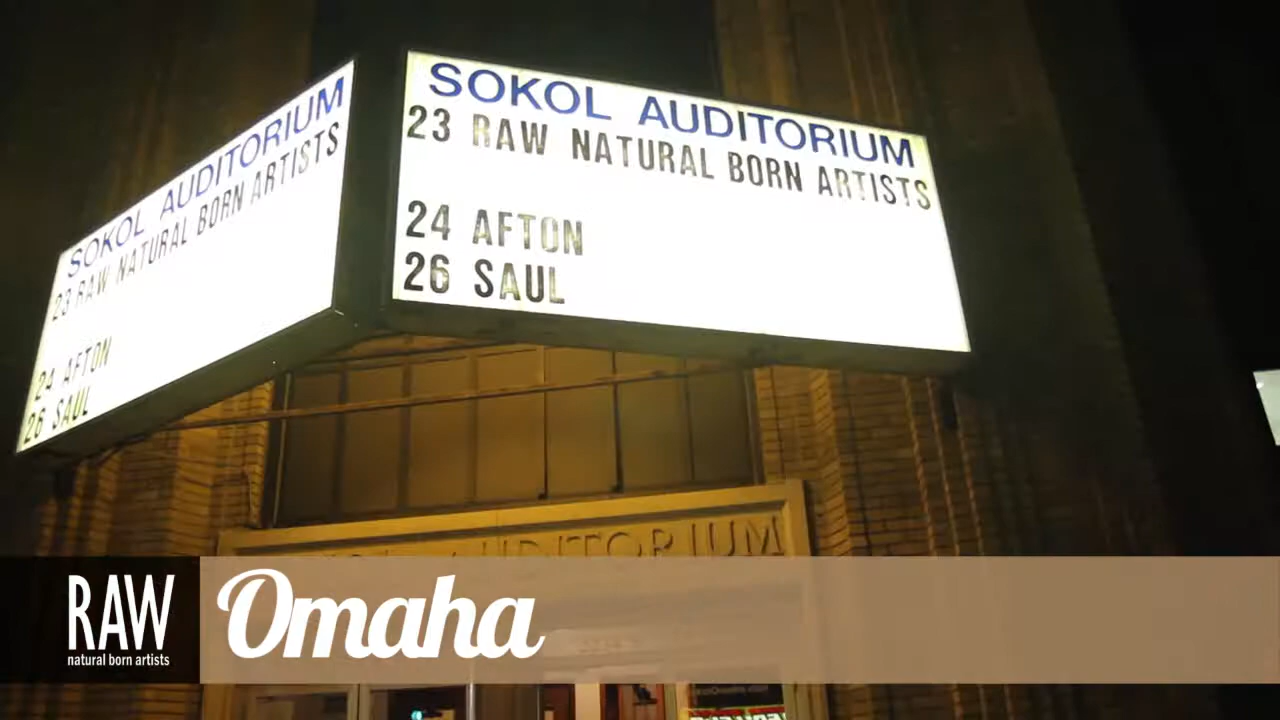 SOKOL AUDITORIUM
23 RAW NATURAL BORN ARTISTS
24 AFTON
26 SAUL
SOKOL AUDITORIUM
23 RAW NATURAL BORN ARTISTS
24 AFTON
26 SAUL
AUDITORIUM
RAW
natural born artists
Omaha